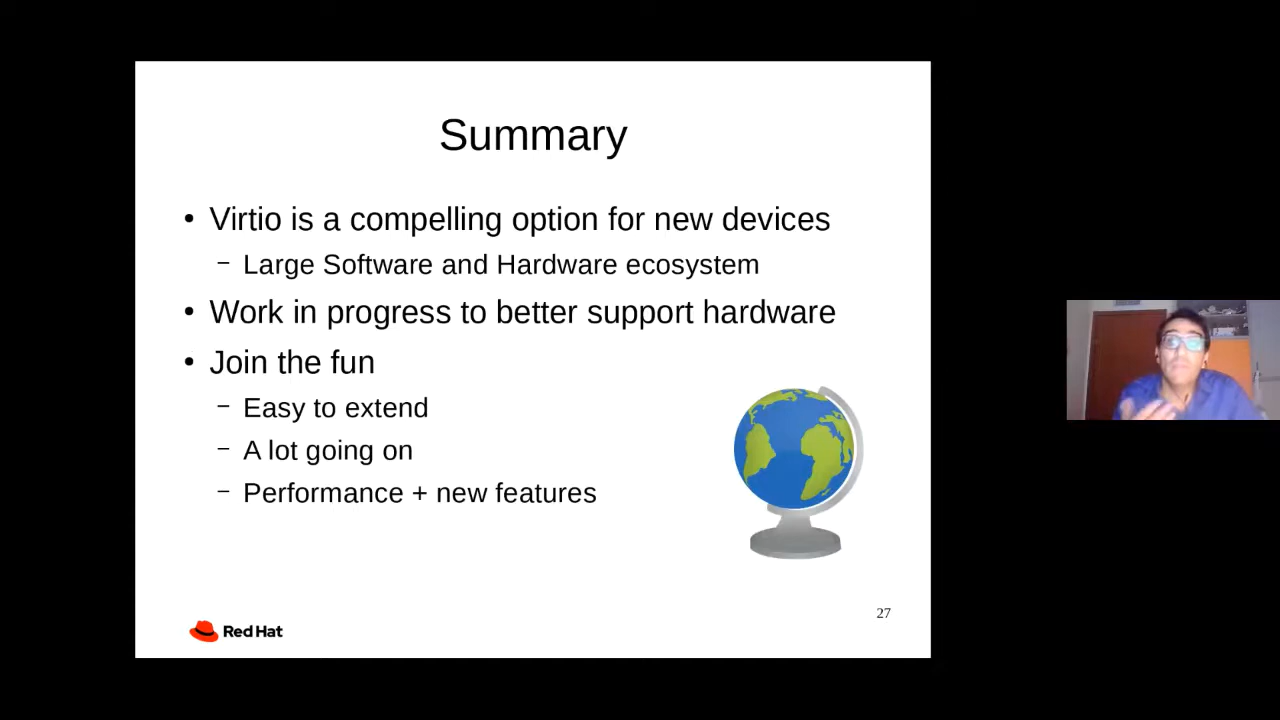 Summary
• Virtio is a compelling option for new devices
– Large Software and Hardware ecosystem
• Work in progress to better support hardware
• Join the fun
– Easy to extend
– A lot going on
– Performance + new features
27
Red Hat